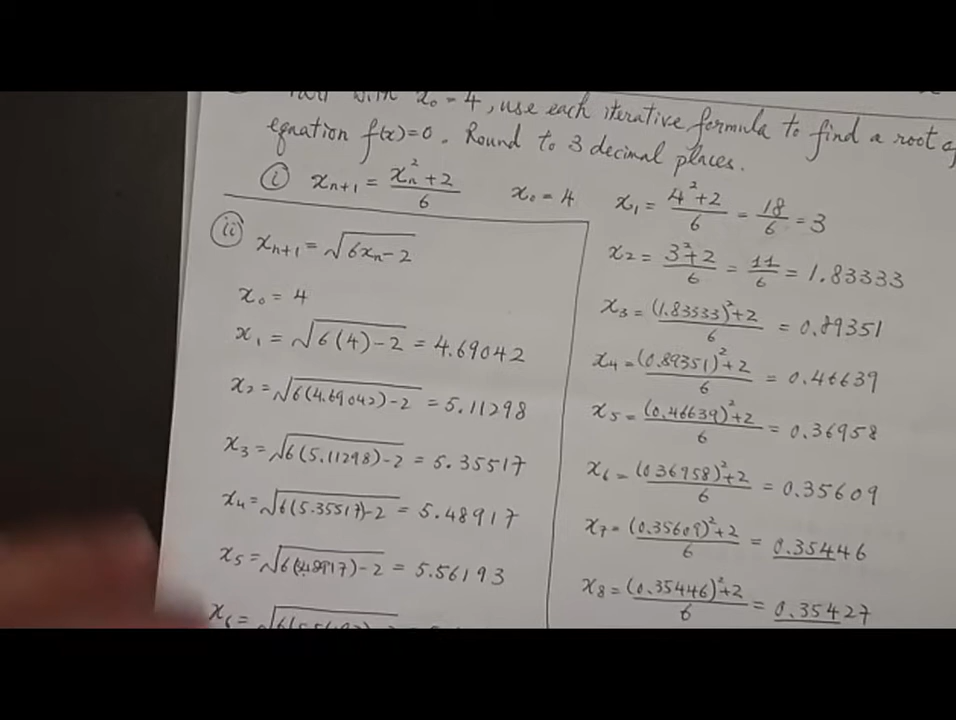 with x₀ = 4, use each iterative formula to find a root
equation f(x)=0. Round to 3 decimal places.
(i) xₙ₊₁ = (xₙ²+2)/6 x₀ = 4 x₁ = (4²+2)/6 = 18/6 = 3
x₂ = (3²+2)/6 = 11/6 = 1.83333
x₃ = ((1.83333)²+2)/6 = 0.89351
x₄ = ((0.89351)²+2)/6 = 0.46639
x₅ = ((0.46639)²+2)/6 = 0.36958
x₆ = ((0.36958)²+2)/6 = 0.35609
x₇ = ((0.35609)²+2)/6 = 0.35446
x₈ = ((0.35446)²+2)/6 = 0.35427
(ii) xₙ₊₁ = √(6xₙ-2)
x₀ = 4
x₁ = √(6(4)-2) = 4.69042
x₂ = √(6(4.69042)-2) = 5.11298
x₃ = √(6(5.11298)-2) = 5.35517
x₄ = √(6(5.35517)-2) = 5.48917
x₅ = √(6(5.48917)-2) = 5.56193
x₆ =